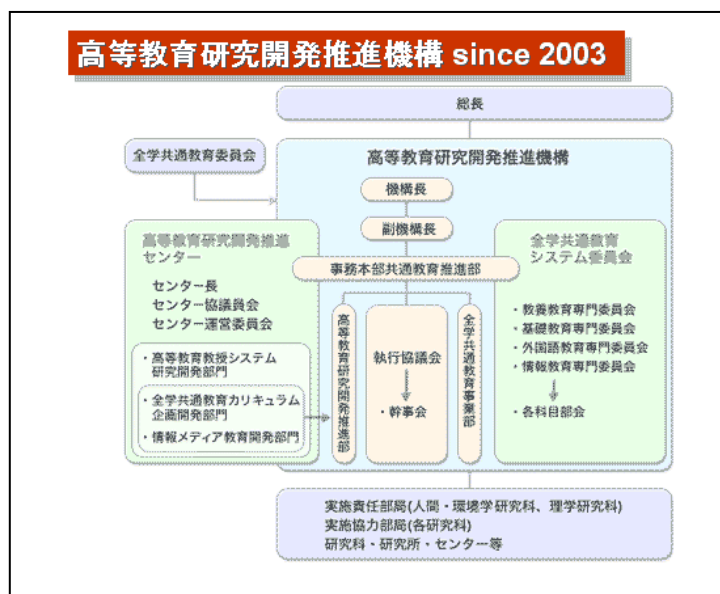 高等教育研究開発推進機構 since 2003
総長
全学共通教育委員会
高等教育研究開発推進機構
機構長
副機構長
事務本部共通教育推進部
高等教育研究開発推進
センター
センター長
センター協議員会
センター運営委員会
・高等教育教授システム
研究開発部門
・全学共通教育カリキュラム
企画開発部門
・情報メディア教育開発部門
高等教育研究開発推進部
執行協議会
・幹事会
全学共通教育事業部
全学共通教育
システム委員会
・教養教育専門委員会
・基礎教育専門委員会
・外国語教育専門委員会
・情報教育専門委員会
・各科目部会
実施責任部局(人間・環境学研究科、理学研究科)
実施協力部局(各研究科)
研究科・研究所・センター等